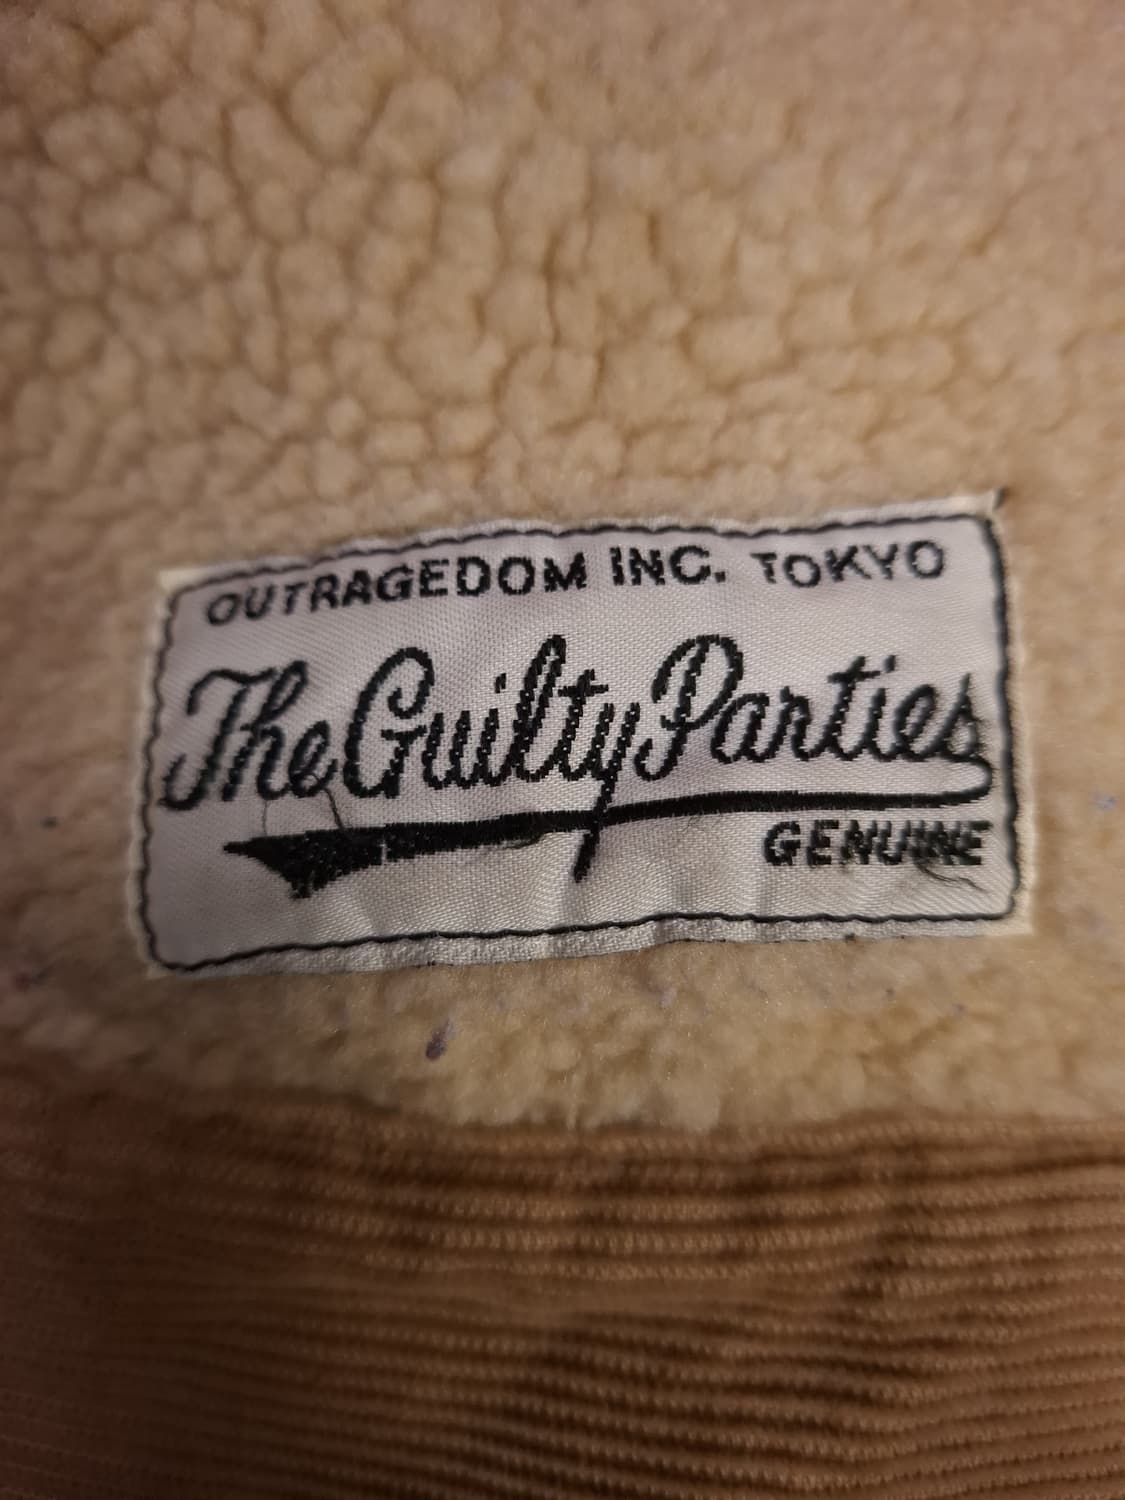 OUTRAGEDOM INC. TOKYO
The Guilty Parties
GENUINE